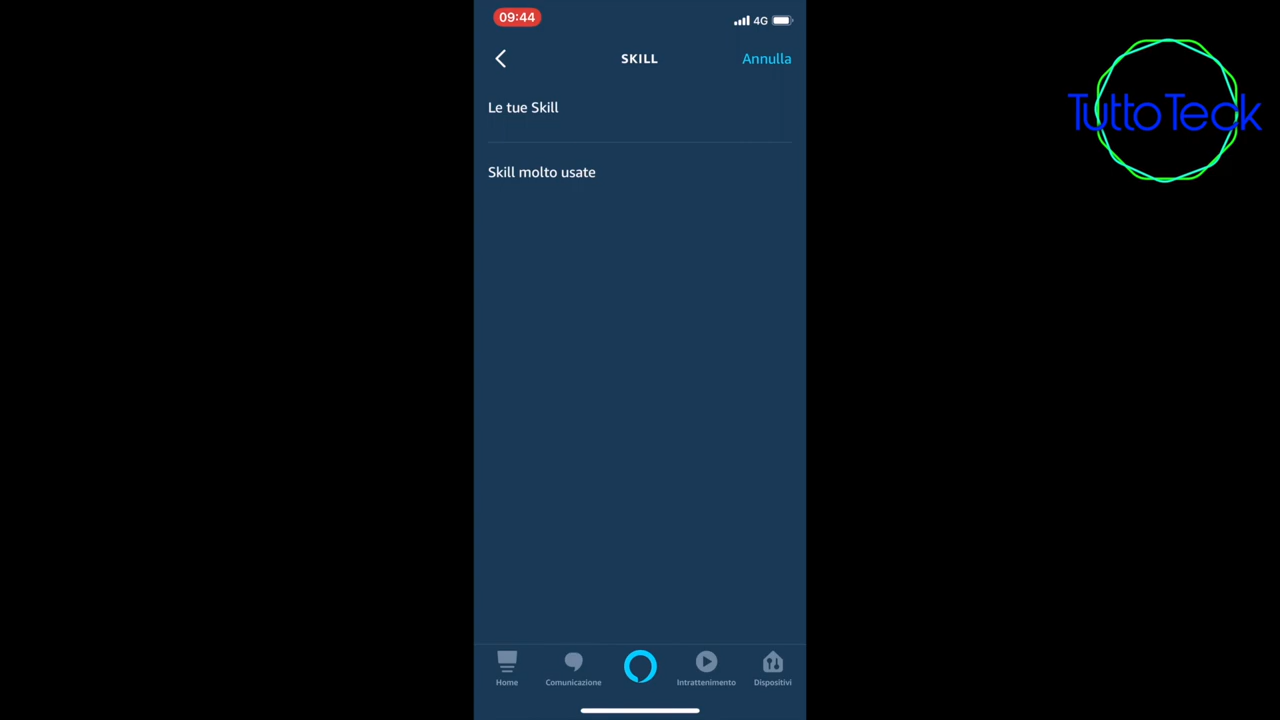 09:44
4G
SKILL
Annulla
Le tue Skill
Skill molto usate
Home
Comunicazione
Intrattenimento
Dispositivi
TuttoTeck